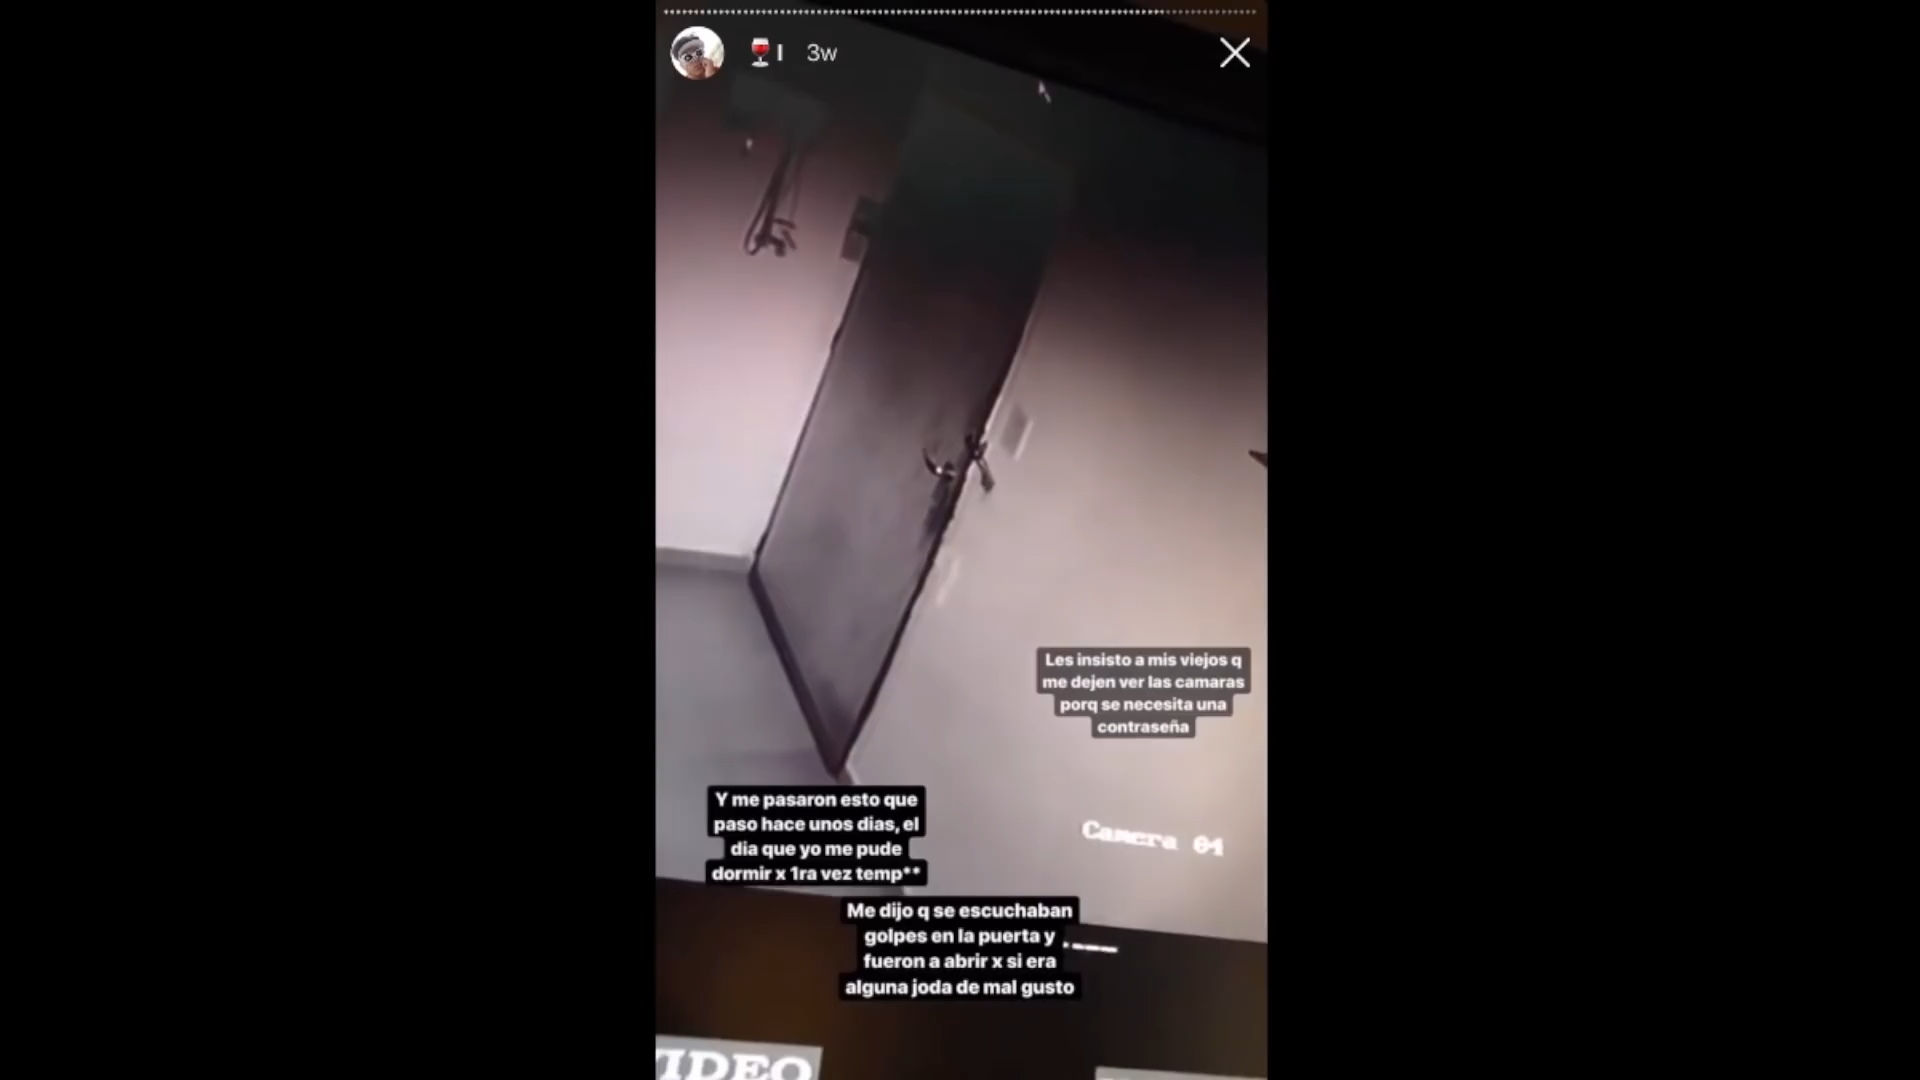 3w
Les insisto a mis viejos q
me dejen ver las camaras
porq se necesita una
contraseña
Y me pasaron esto que
paso hace unos dias, el
dia que yo me pude
dormir x 1ra vez temp**
Camera 04
Me dijo q se escuchaban
golpes en la puerta y
fueron a abrir x si era
alguna joda de mal gusto